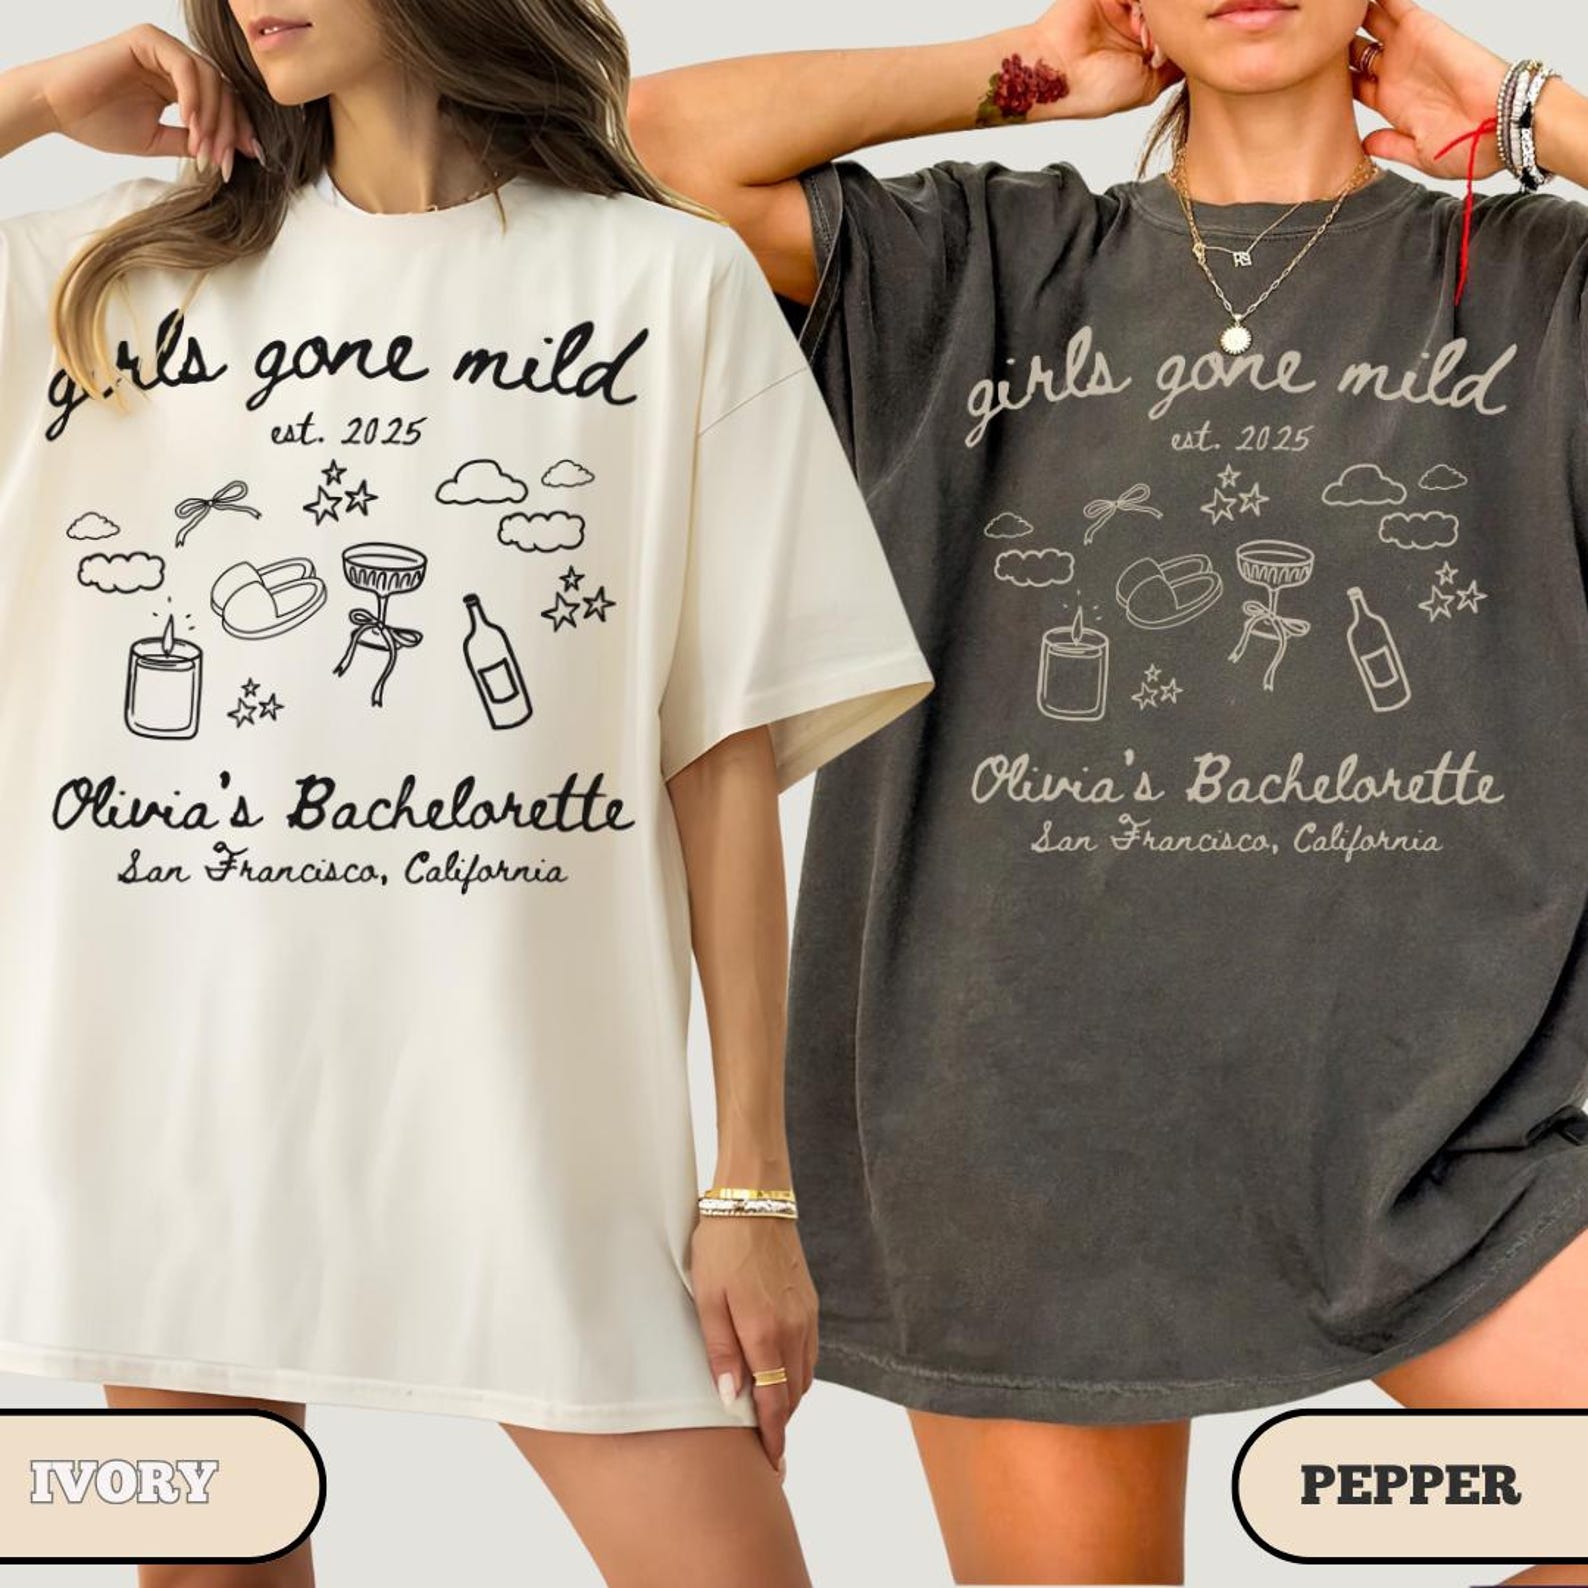 girls gone mild
est. 2025
Olivia's Bachelorette
San Francisco, California
IVORY
girls gone mild
est. 2025
Olivia's Bachelorette
San Francisco, California
PEPPER